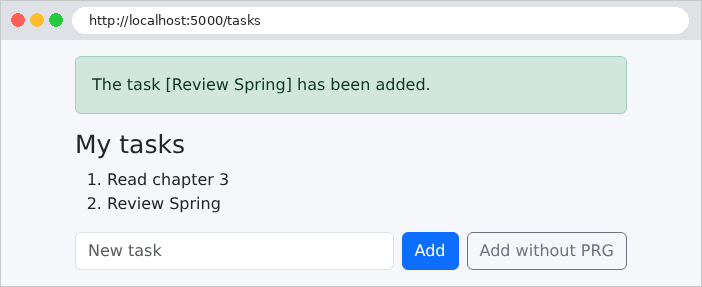 http://localhost:5000/tasks
The task [Review Spring] has been added.
My tasks
1. Read chapter 3
2. Review Spring
New task Add Add without PRG